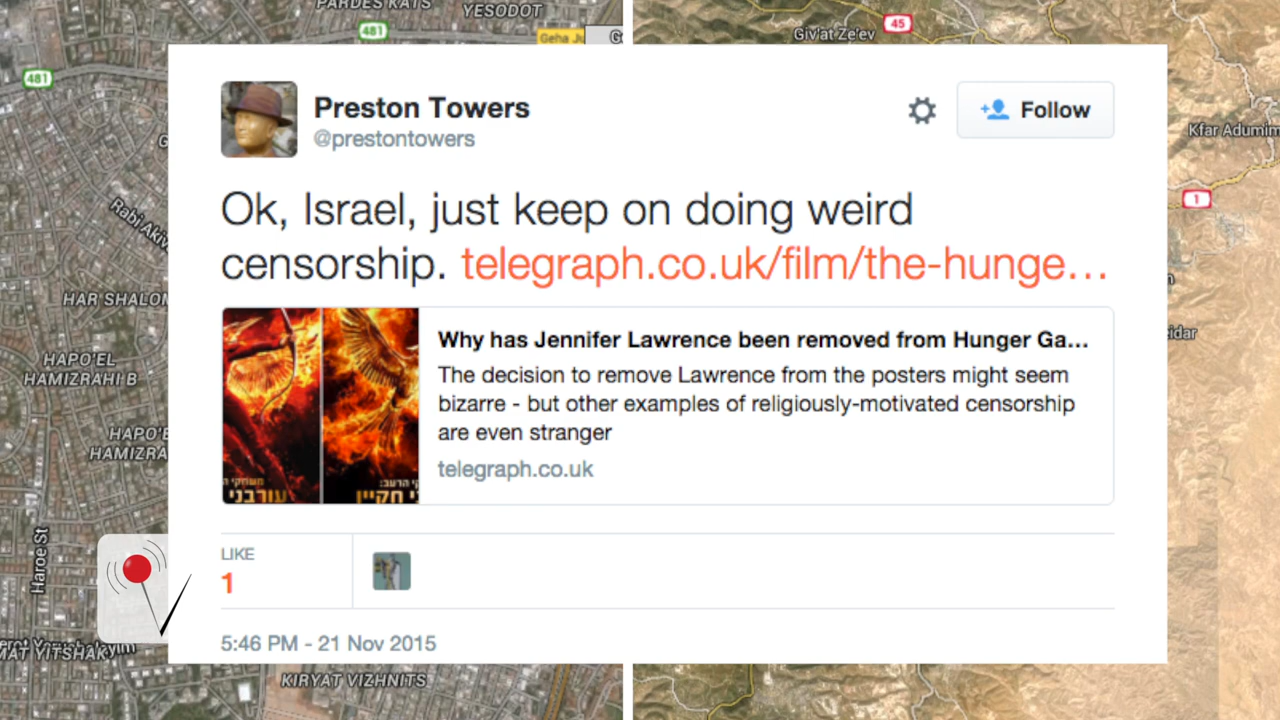 PARDES KATS
YESODOT
481
Geha Ju
G
45
Giv'at Ze'ev
481
Kfar Adumim
1
Rabi Akiv
HAR SHALOM
HAPO'EL
HAMIZRAHI B
HAPO'E
HAMIZRA
Haroe St
MAT YITSHAK
KIRYAT VIZHNITS
Preston Towers
@prestontowers
Follow
Ok, Israel, just keep on doing weird
censorship. telegraph.co.uk/film/the-hunge…
Why has Jennifer Lawrence been removed from Hunger Ga...
The decision to remove Lawrence from the posters might seem
bizarre - but other examples of religiously-motivated censorship
are even stranger
telegraph.co.uk
LIKE
1
5:46 PM - 21 Nov 2015